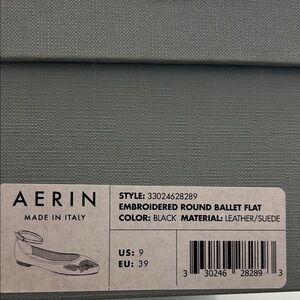 AERIN
MADE IN ITALY
STYLE: 33024628289
EMBROIDERED ROUND BALLET FLAT
COLOR: BLACK MATERIAL: LEATHER/SUEDE
US: 9
EU: 39
3 30246 28289 3